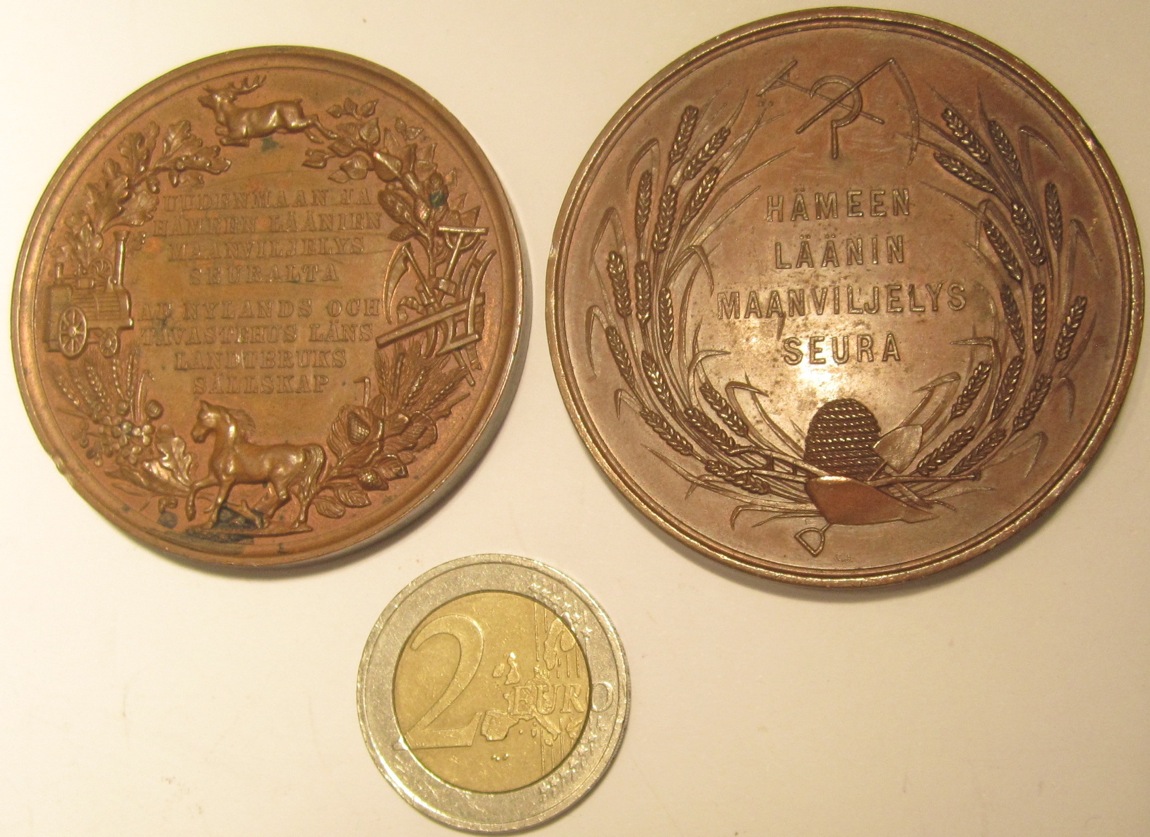 UUDENMAAN JA
HÄMEEN LÄÄNIEN
MAANVILJELYS
SEURALTA
AF NYLANDS OCH
TAVASTEHUS LÄNS
LANDTBRUKS
SÄLLSKAP
HÄMEEN
LÄÄNIN
MAANVILJELYS
SEURA
2 EURO